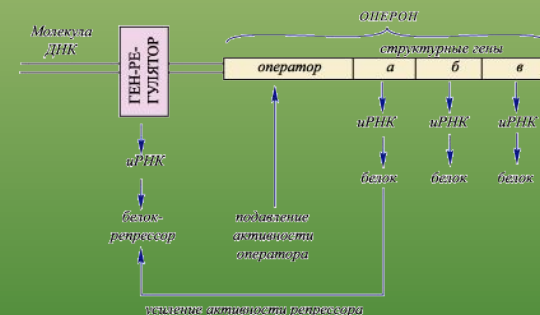 ОПЕРОН
Молекула
ДНК
ГЕН-РЕ-
ГУЛЯТОР
структурные гены
оператор
а
б
в
иРНК
иРНК
иРНК
иРНК
белок
белок
белок
белок-
репрессор
подавление
активности
оператора
усиление активности репрессора